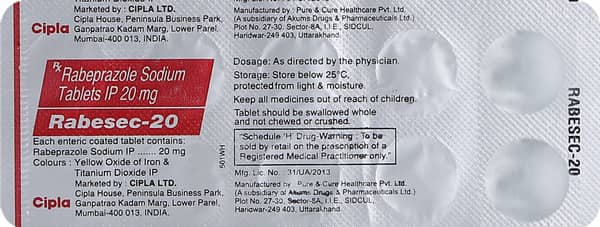 Marketed by : CIPLA LTD.
Cipla House, Peninsula Business Park,
Cipla Ganpatrao Kadam Marg, Lower Parel,
Mumbai-400 013, INDIA.
Manufactured by : Pure & Cure Healthcare Pvt. Ltd.
(A subsidiary of Akums Drugs & Pharmaceuticals Ltd.)
Plot No. 27-30, Sector-8A, I.I.E., SIDCUL,
Haridwar-249 403, Uttarakhand.
Rx Rabeprazole Sodium
Tablets IP 20 mg
Rabesec-20
Each enteric coated tablet contains:
Rabeprazole Sodium IP ....... 20 mg
Colours : Yellow Oxide of Iron &
Titanium Dioxide IP
501WH
Dosage: As directed by the physician.
Storage: Store below 25°C,
protected from light & moisture.
Keep all medicines out of reach of children.
Tablet should be swallowed whole
and not chewed or crushed.
"Schedule 'H' Drug-Warning : To be
sold by retail on the prescription of a
Registered Medical Practitioner only."
Mfg. Lic. No. : 31/UA/2013
RABESEC-20
Marketed by : CIPLA LTD.
Cipla House, Peninsula Business Park,
Cipla Ganpatrao Kadam Marg, Lower Parel,
Mumbai-400 013, INDIA.
Manufactured by : Pure & Cure Healthcare Pvt. Ltd.
(A subsidiary of Akums Drugs & Pharmaceuticals Ltd.)
Plot No. 27-30, Sector-8A, I.I.E., SIDCUL,
Haridwar-249 403, Uttarakhand.